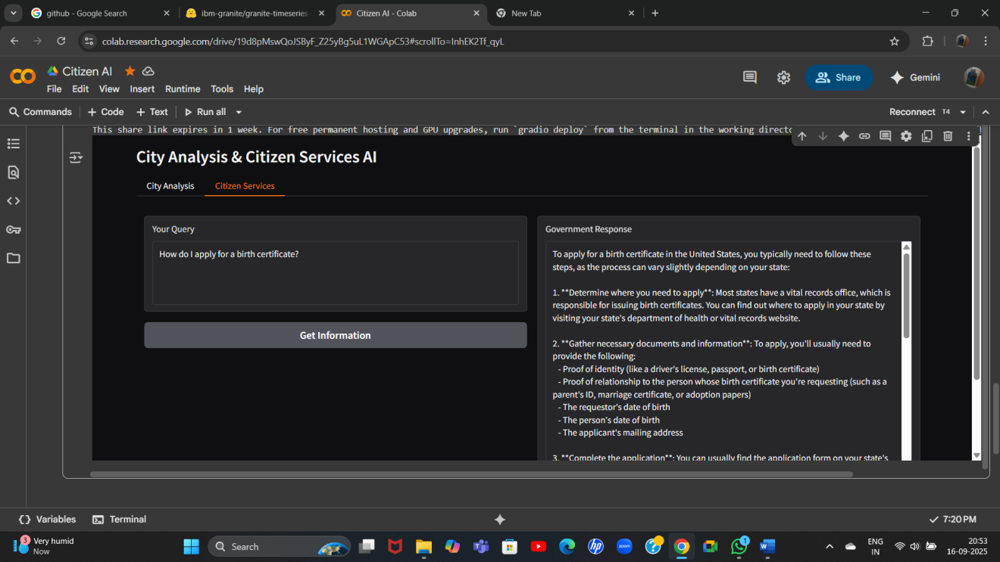 github - Google Search
ibm-granite/granite-timeseries-
Citizen AI - Colab
New Tab
colab.research.google.com/drive/19d8pMswQoJSByF_Z25yBg5uL1WGApC53#scrollTo=InhEK2Tf_qyL
Citizen AI
File Edit View Insert Runtime Tools Help
Share
Gemini
Commands + Code + Text Run all
Reconnect T4
This share link expires in 1 week. For free permanent hosting and GPU upgrades, run `gradio deploy` from the terminal in the working directo
City Analysis & Citizen Services AI
City Analysis Citizen Services
Your Query
How do I apply for a birth certificate?
Get Information
Government Response
To apply for a birth certificate in the United States, you typically need to follow these
steps, as the process can vary slightly depending on your state:
1. **Determine where you need to apply**: Most states have a vital records office, which is
responsible for issuing birth certificates. You can find out where to apply in your state by
visiting your state's department of health or vital records website.
2. **Gather necessary documents and information**: To apply, you'll usually need to
provide the following:
- Proof of identity (like a driver's license, passport, or birth certificate)
- Proof of relationship to the person whose birth certificate you're requesting (such as a
parent's ID, marriage certificate, or adoption papers)
- The requestor's date of birth
- The person's date of birth
- The applicant's mailing address
3. **Complete the application**: You can usually find the application form on your state's
Variables Terminal
7:20 PM
3
Very humid
Now
Search
hp
zoom
1
W
ENG
IN
20:53
16-09-2025